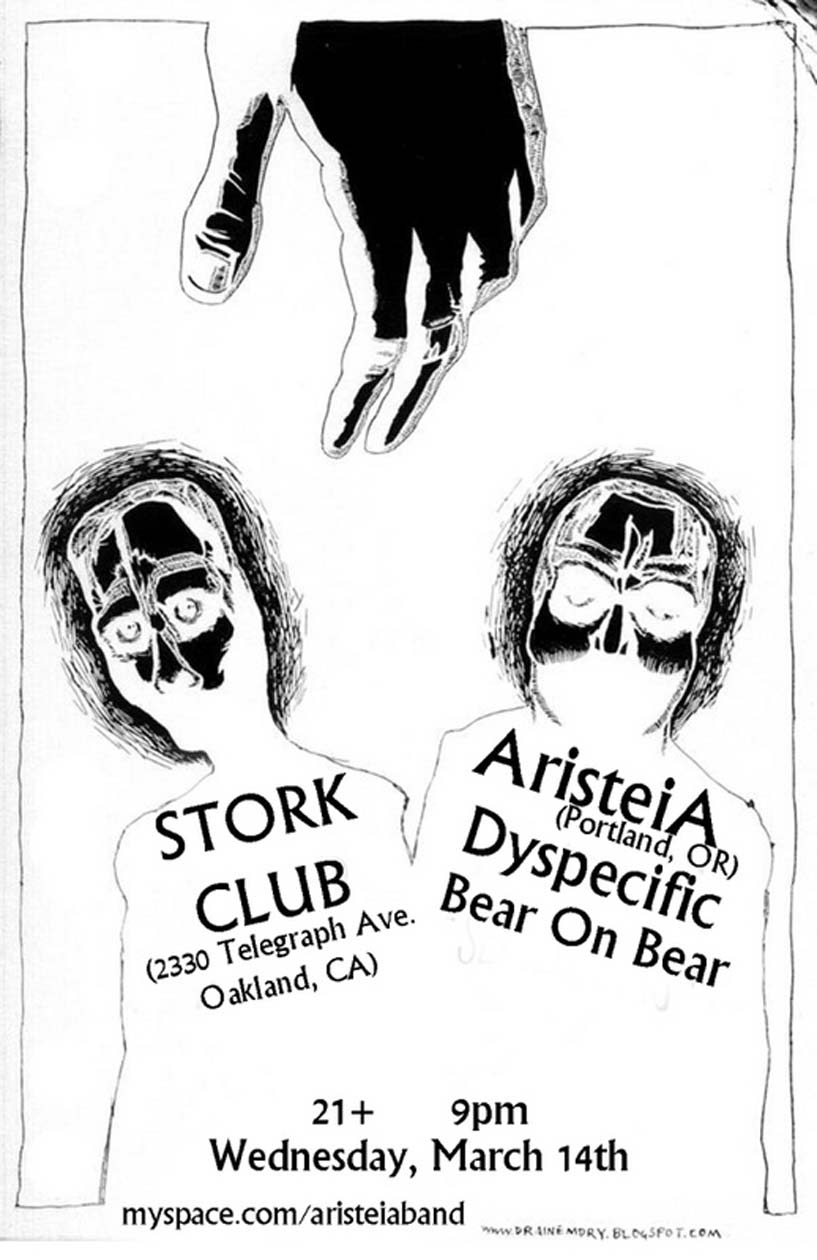 STORK
CLUB
(2330 Telegraph Ave.
Oakland, CA)
AristeiA
(Portland, OR)
Dyspecific
Bear On Bear
21+ 9pm
Wednesday, March 14th
myspace.com/aristeiaband
WWW.DRAINEMDRY.BLOGSPOT.COM